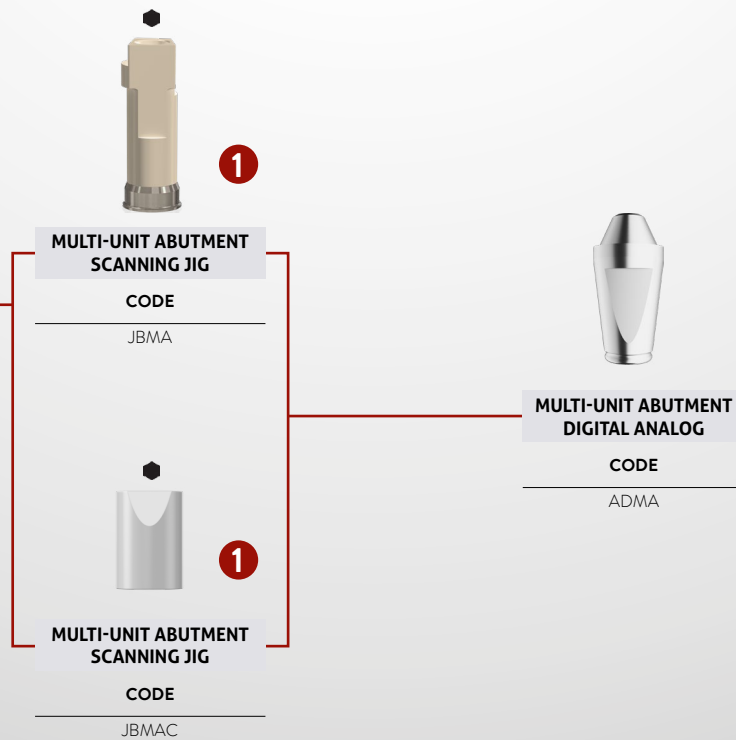 1
MULTI-UNIT ABUTMENT
SCANNING JIG
CODE
JBMA
MULTI-UNIT ABUTMENT
DIGITAL ANALOG
CODE
ADMA
1
MULTI-UNIT ABUTMENT
SCANNING JIG
CODE
JBMAC